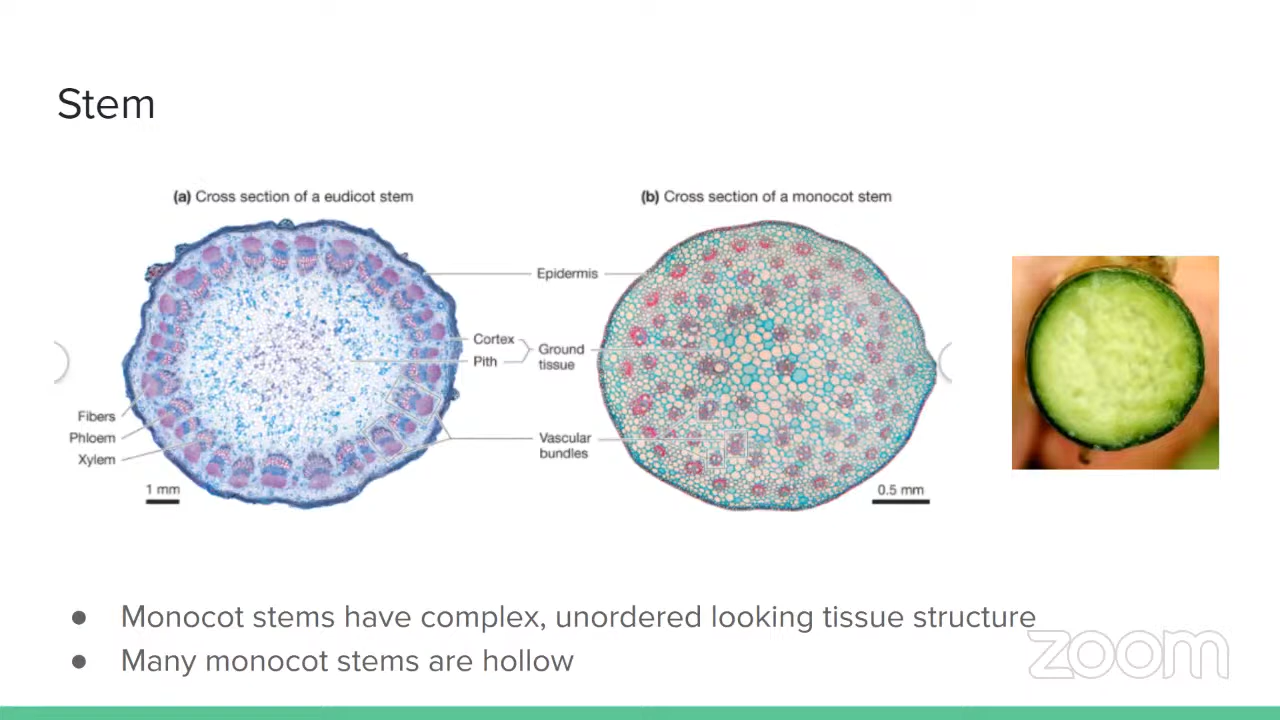 Stem
(a) Cross section of a eudicot stem
(b) Cross section of a monocot stem
Epidermis
Cortex
Pith
Ground
tissue
Fibers
Phloem
Xylem
Vascular
bundles
1 mm
0.5 mm
● Monocot stems have complex, unordered looking tissue structure
● Many monocot stems are hollow
zoom